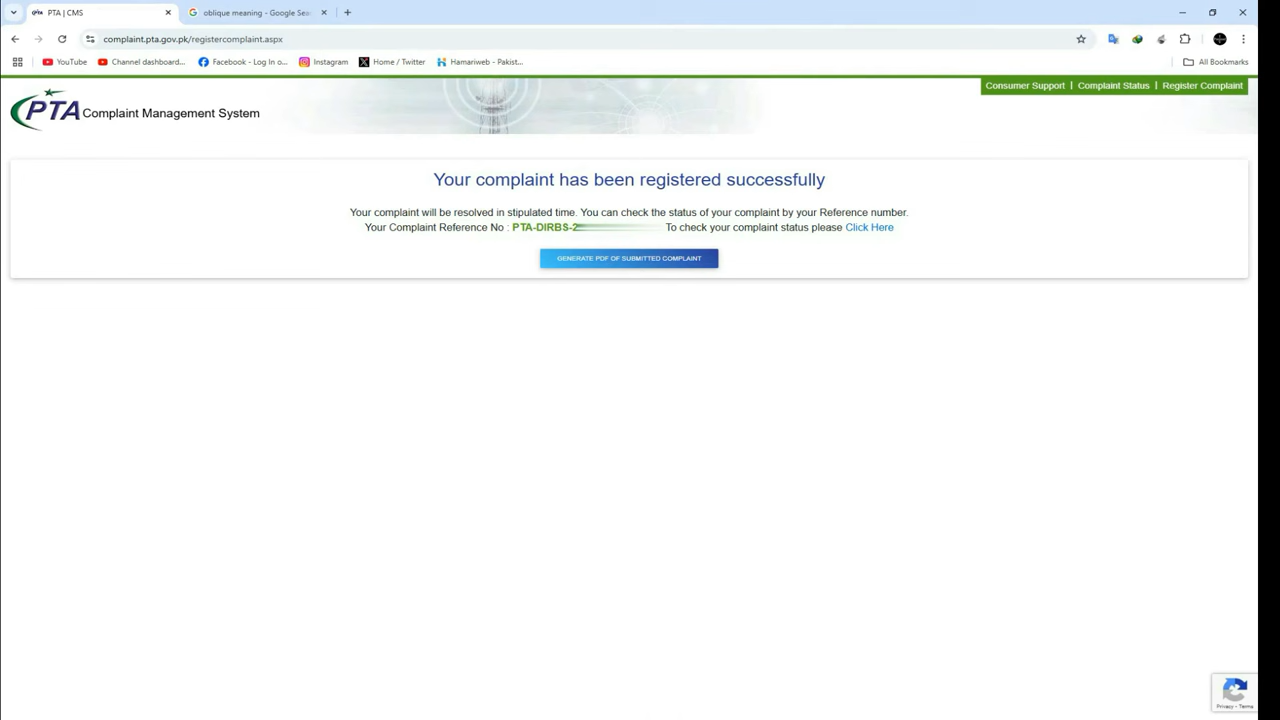 PTA | CMS
oblique meaning - Google Sea
complaint.pta.gov.pk/registercomplaint.aspx
YouTube
Channel dashboard...
Facebook - Log In o...
Instagram
Home / Twitter
Hamariweb - Pakist...
All Bookmarks
Consumer Support | Complaint Status | Register Complaint
PTA Complaint Management System
Your complaint has been registered successfully
Your complaint will be resolved in stipulated time. You can check the status of your complaint by your Reference number.
Your Complaint Reference No : PTA-DIRBS-2 To check your complaint status please Click Here
GENERATE PDF OF SUBMITTED COMPLAINT
Privacy - Terms